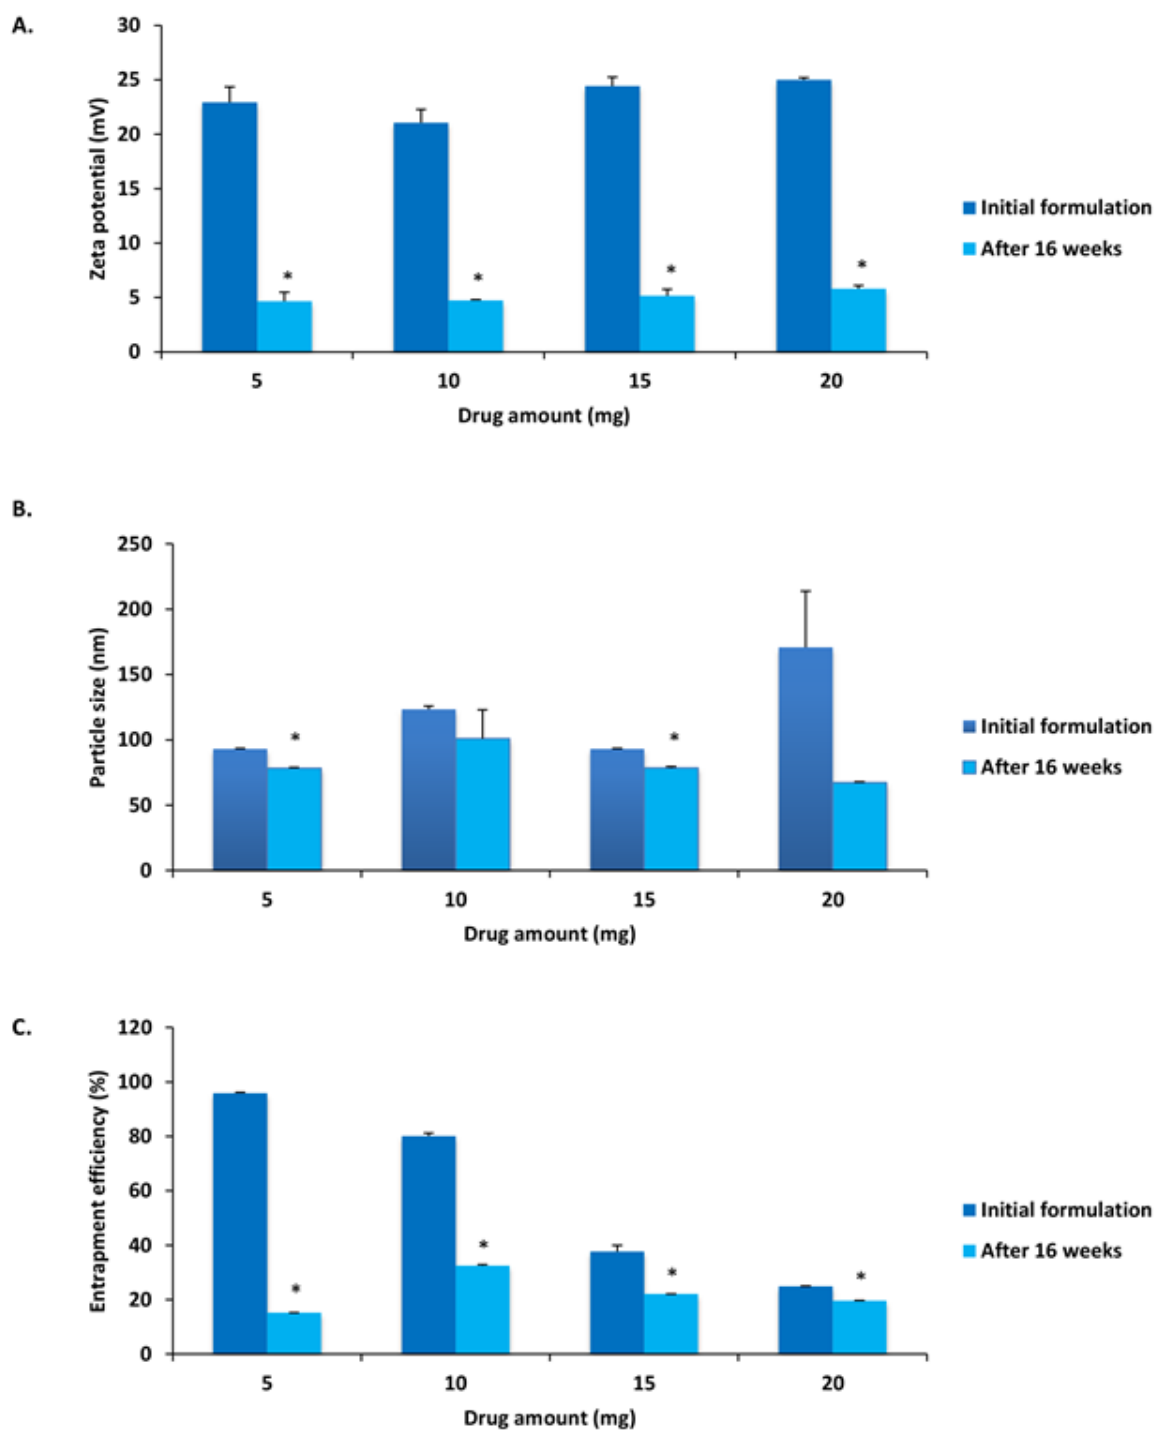 A.
30
25
20
15
10
5
0
Zeta potential (mV)
*
*
*
*
5 10 15 20
Drug amount (mg)
Initial formulation
After 16 weeks
B.
250
200
150
100
50
0
Particle size (nm)
*
*
5 10 15 20
Drug amount (mg)
Initial formulation
After 16 weeks
C.
120
100
80
60
40
20
0
Entrapment efficiency (%)
*
*
*
*
5 10 15 20
Drug amount (mg)
Initial formulation
After 16 weeks